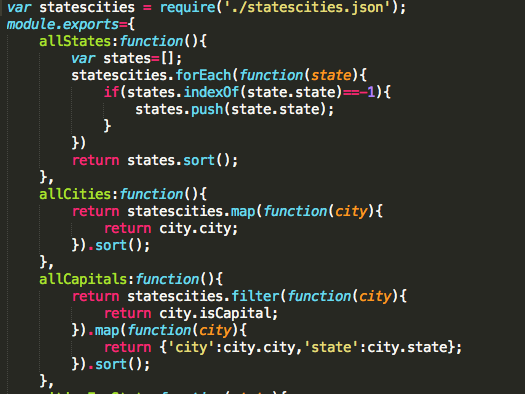 var statescities = require('./statescities.json');
module.exports={
    allStates:function(){
        var states=[];
        statescities.forEach(function(state){
            if(states.indexOf(state.state)==-1){
                states.push(state.state);
            }
        })
        return states.sort();
    },
    allCities:function(){
        return statescities.map(function(city){
            return city.city;
        }).sort();
    },
    allCapitals:function(){
        return statescities.filter(function(city){
            return city.isCapital;
        }).map(function(city){
            return {'city':city.city,'state':city.state};
        }).sort();
    },